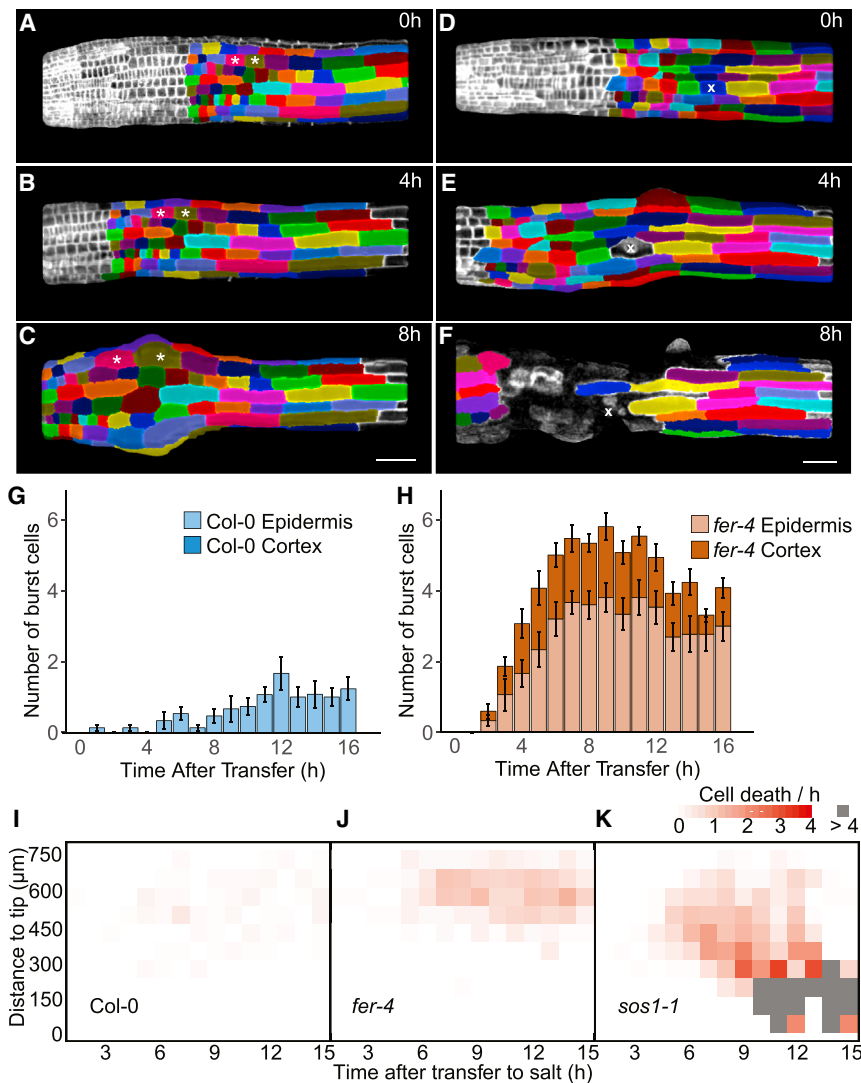 A 0h
D 0h
* *
x
B 4h
E 4h
* *
x
C 8h
F 8h
* *
x
G
H
Number of burst cells
6
4
2
0
Col-0 Epidermis
Col-0 Cortex
0 4 8 12 16
Time After Transfer (h)
Number of burst cells
6
4
2
0
fer-4 Epidermis
fer-4 Cortex
0 4 8 12 16
Time After Transfer (h)
Cell death / h
0 1 2 3 4 > 4
I
J
K
Distance to tip (µm)
750
600
450
300
150
0
Col-0
fer-4
sos1-1
3 6 9 12 15
3 6 9 12 15
3 6 9 12 15
Time after transfer to salt (h)